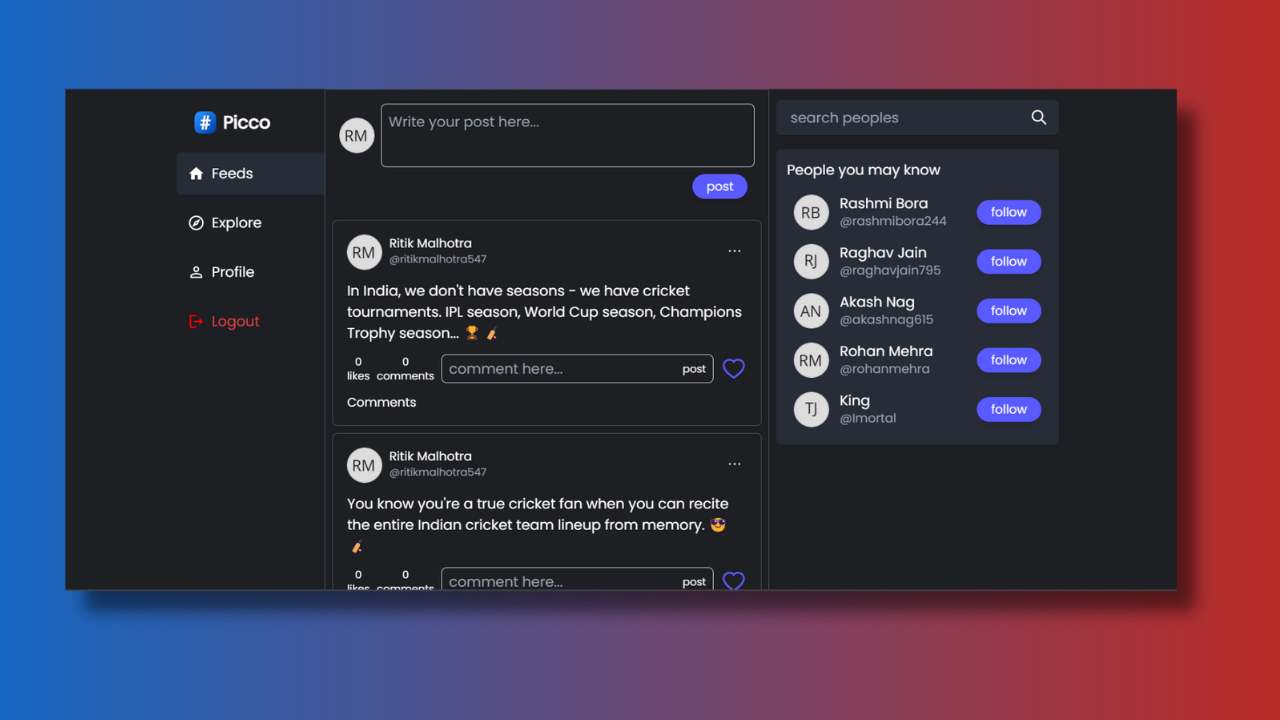 # Picco
Feeds
Explore
Profile
Logout
RM
Write your post here...
post
RM
Ritik Malhotra
@ritikmalhotra547
...
In India, we don't have seasons - we have cricket
tournaments. IPL season, World Cup season, Champions
Trophy season... 🏆 🏏
0 likes
0 comments
comment here...
post
Comments
RM
Ritik Malhotra
@ritikmalhotra547
...
You know you're a true cricket fan when you can recite
the entire Indian cricket team lineup from memory. 😎
🏏
0 likes
0 comments
comment here...
post
search peoples
People you may know
RB
Rashmi Bora
@rashmibora244
follow
RJ
Raghav Jain
@raghavjain795
follow
AN
Akash Nag
@akashnag615
follow
RM
Rohan Mehra
@rohanmehra
follow
TJ
King
@Imortal
follow